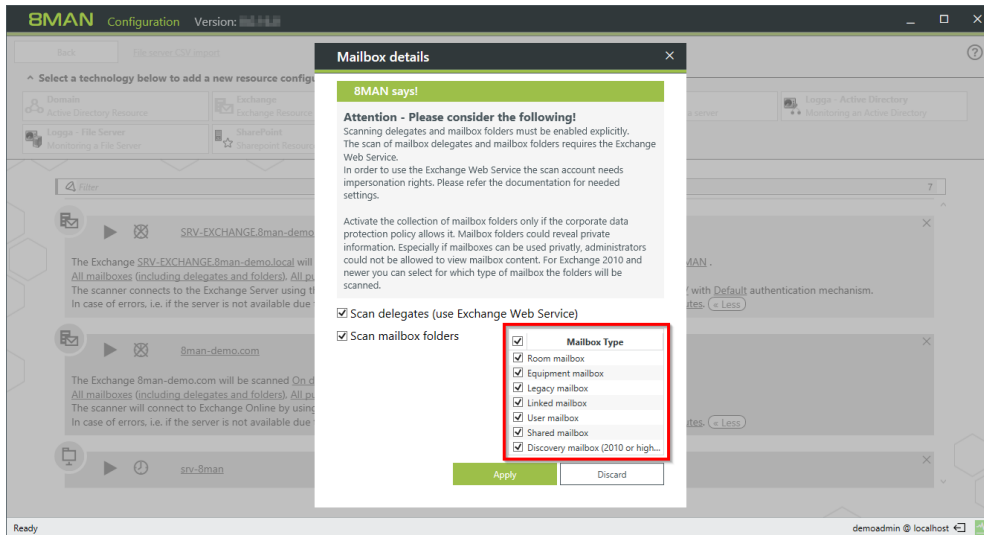 8MAN Configuration Version:
Back File server CSV import
Select a technology below to add a new resource configu
Domain
Active Directory Resource
Exchange
Exchange Resource
a server
Logga - Active Directory
Monitoring an Active Directory
Logga - File Server
Monitoring a File Server
SharePoint
Sharepoint Resource
Filter 7
SRV-EXCHANGE.8man-demo
The Exchange SRV-EXCHANGE.8man-demo.local will
MAN .
All mailboxes (including delegates and folders). All pu
The scanner connects to the Exchange Server using t
with Default authentication mechanism.
In case of errors, i.e. if the server is not available due
utes. (« Less)
8man-demo.com
The Exchange 8man-demo.com will be scanned On d
All mailboxes (including delegates and folders). All pu
The scanner will connect to Exchange Online by using
In case of errors, i.e. if the server is not available due
utes. (« Less)
srv-8man
Mailbox details
8MAN says!
Attention - Please consider the following!
Scanning delegates and mailbox folders must be enabled explicitly.
The scan of mailbox delegates and mailbox folders requires the Exchange
Web Service.
In order to use the Exchange Web Service the scan account needs
impersonation rights. Please refer the documentation for needed
settings.
Activate the collection of mailbox folders only if the corporate data
protection policy allows it. Mailbox folders could reveal private
information. Especially if mailboxes can be used privatly, administrators
could not be allowed to view mailbox content. For Exchange 2010 and
newer you can select for which type of mailbox the folders will be
scanned.
Scan delegates (use Exchange Web Service)
Scan mailbox folders
Mailbox Type
Room mailbox
Equipment mailbox
Legacy mailbox
Linked mailbox
User mailbox
Shared mailbox
Discovery mailbox (2010 or high...
Apply Discard
Ready demoadmin @ localhost